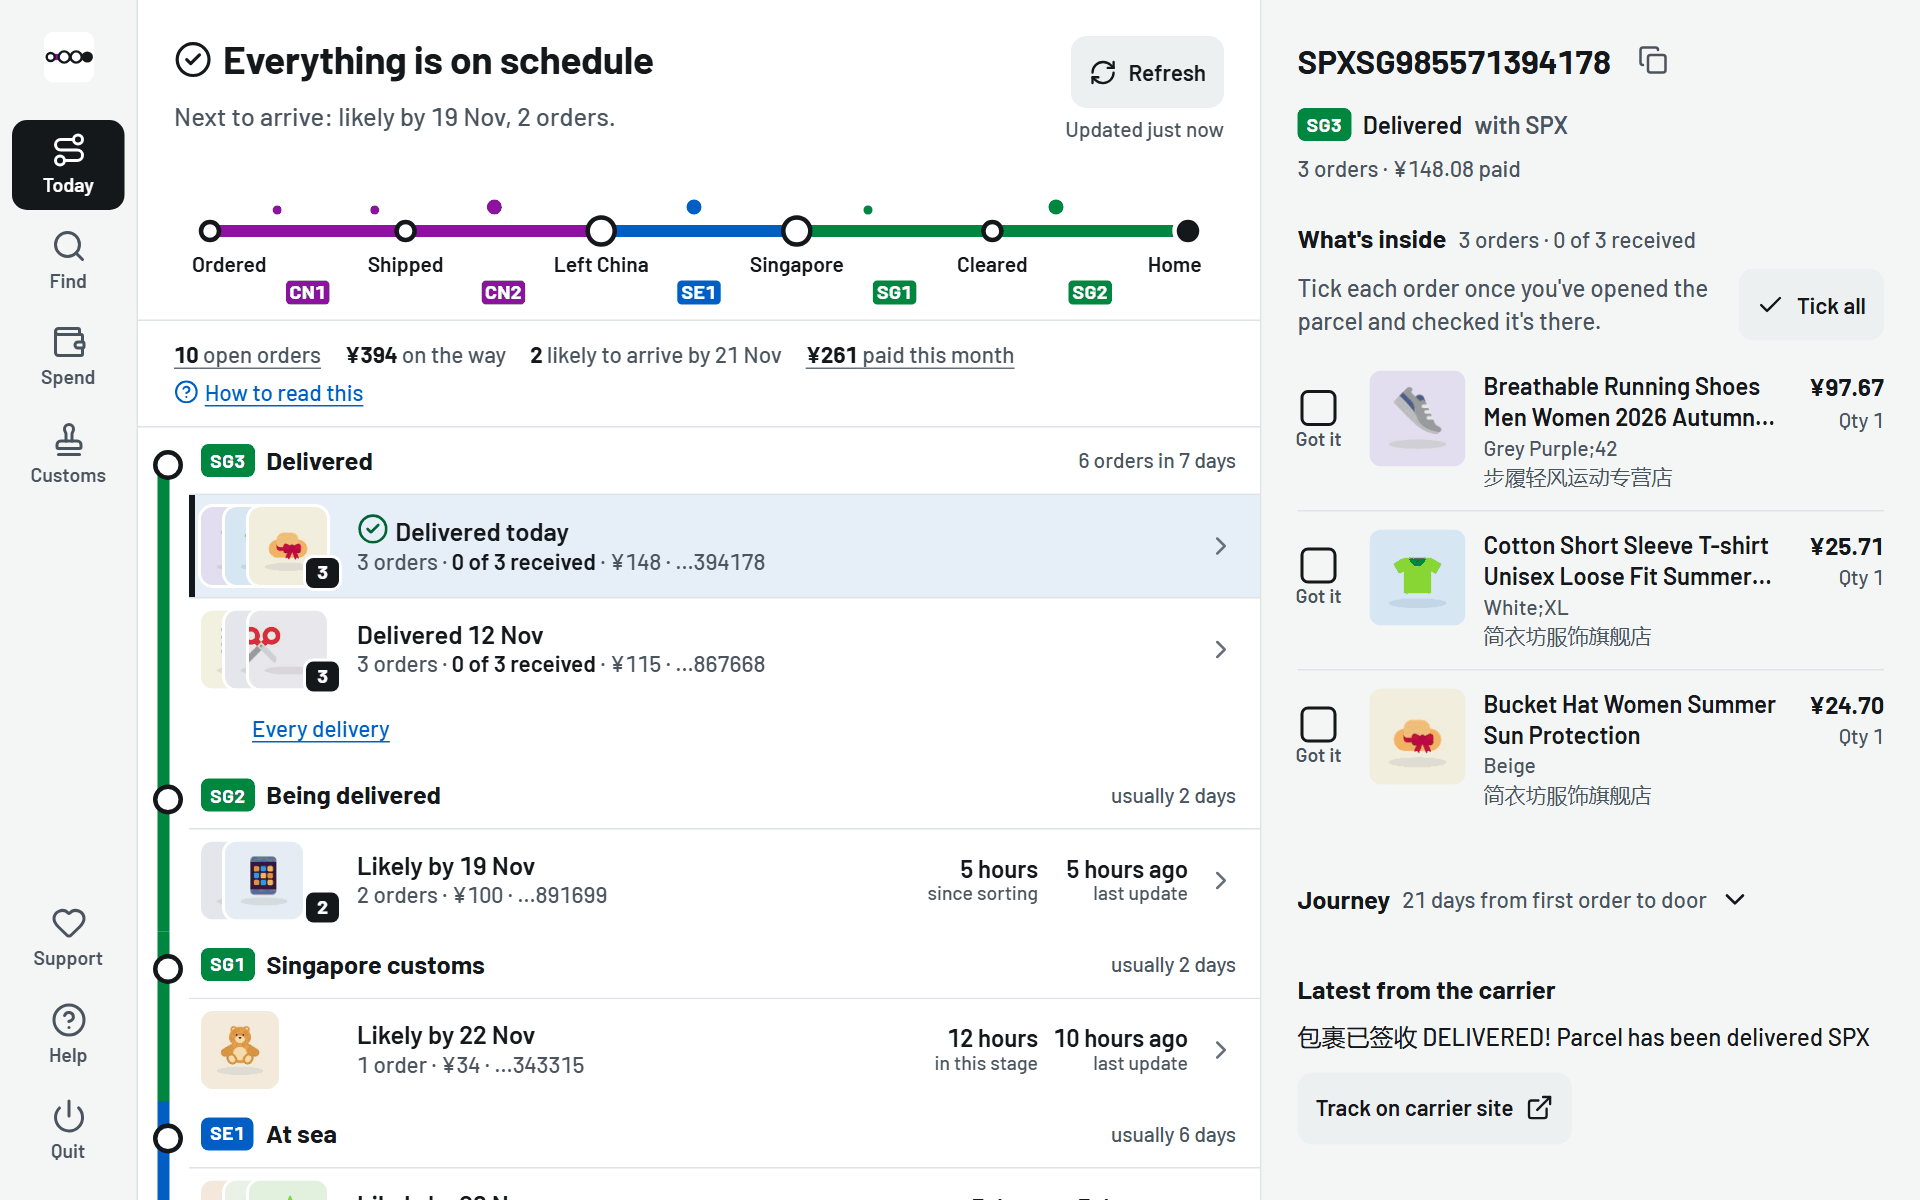 Today
Find
Spend
Customs
Support
Help
Quit
Everything is on schedule
Next to arrive: likely by 19 Nov, 2 orders.
Refresh
Updated just now
Ordered
Shipped
Left China
Singapore
Cleared
Home
CN1
CN2
SE1
SG1
SG2
10 open orders ¥394 on the way 2 likely to arrive by 21 Nov ¥261 paid this month
How to read this
SG3 Delivered 6 orders in 7 days
Delivered today
3 orders · 0 of 3 received · ¥148 · ...394178
3
Delivered 12 Nov
3 orders · 0 of 3 received · ¥115 · ...867668
3
Every delivery
SG2 Being delivered usually 2 days
Likely by 19 Nov 5 hours 5 hours ago
2 orders · ¥100 · ...891699 since sorting last update
2
SG1 Singapore customs usually 2 days
Likely by 22 Nov 12 hours 10 hours ago
1 order · ¥34 · ...343315 in this stage last update
SE1 At sea usually 6 days
SPXSG985571394178
SG3 Delivered with SPX
3 orders · ¥148.08 paid
What's inside 3 orders · 0 of 3 received
Tick each order once you've opened the
parcel and checked it's there.
Tick all
Breathable Running Shoes ¥97.67
Men Women 2026 Autumn... Qty 1
Got it Grey Purple;42
步履轻风运动专营店
Cotton Short Sleeve T-shirt ¥25.71
Unisex Loose Fit Summer... Qty 1
Got it White;XL
简衣坊服饰旗舰店
Bucket Hat Women Summer ¥24.70
Sun Protection Qty 1
Got it Beige
简衣坊服饰旗舰店
Journey 21 days from first order to door
Latest from the carrier
包裹已签收 DELIVERED! Parcel has been delivered SPX
Track on carrier site